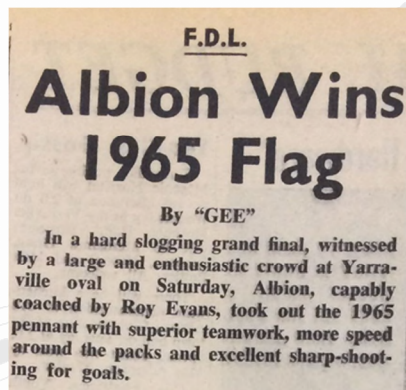 F.D.L.
Albion Wins
1965 Flag
By “GEE”
In a hard slogging grand final, witnessed
by a large and enthusiastic crowd at Yarra-
ville oval on Saturday, Albion, capably
coached by Roy Evans, took out the 1965
pennant with superior teamwork, more speed
around the packs and excellent sharp-shoot-
ing for goals.